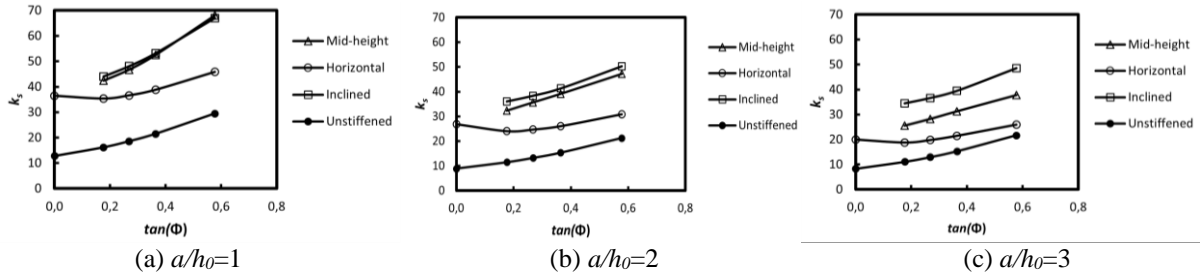 70
60
50
40
30
20
10
0
k_s
0,0 0,2 0,4 0,6 0,8
tan(Φ)
Mid-height
Horizontal
Inclined
Unstiffened
(a) a/h₀=1
70
60
50
40
30
20
10
0
k_s
0,0 0,2 0,4 0,6 0,8
tan(Φ)
Mid-height
Horizontal
Inclined
Unstiffened
(b) a/h₀=2
70
60
50
40
30
20
10
0
k_s
0,0 0,2 0,4 0,6 0,8
tan(Φ)
Mid-height
Horizontal
Inclined
Unstiffened
(c) a/h₀=3